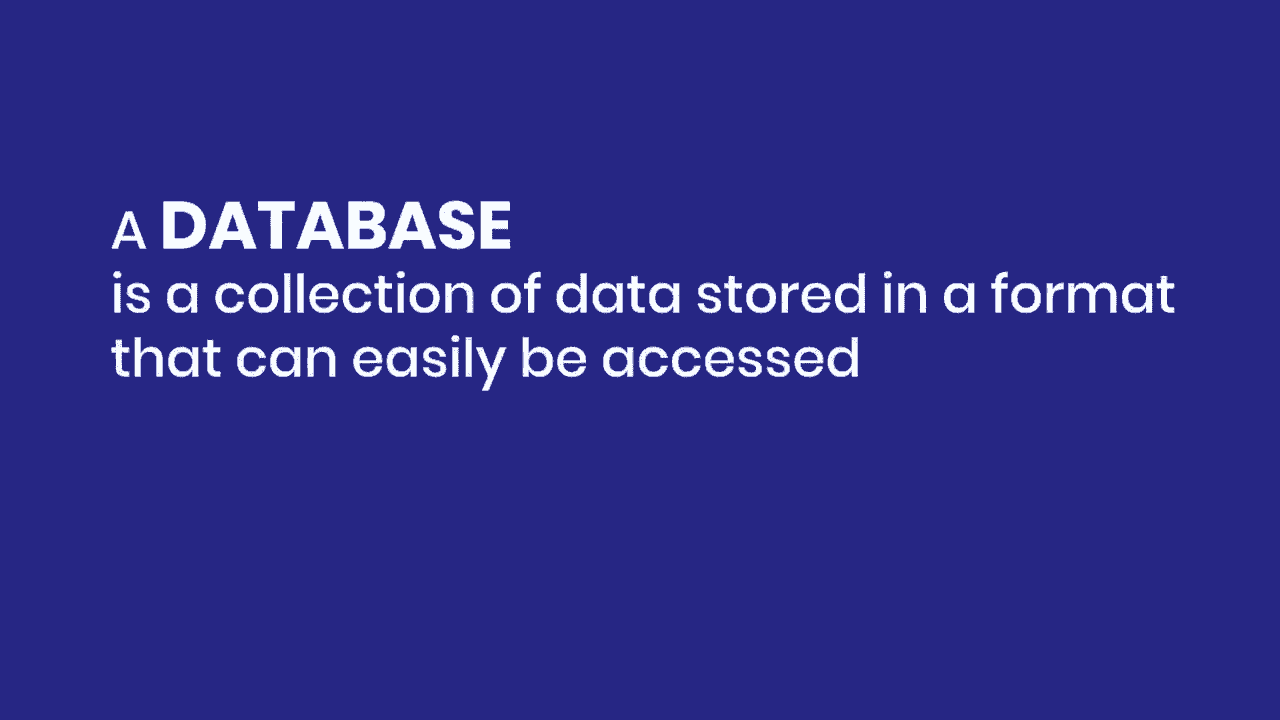 A DATABASE
is a collection of data stored in a format
that can easily be accessed